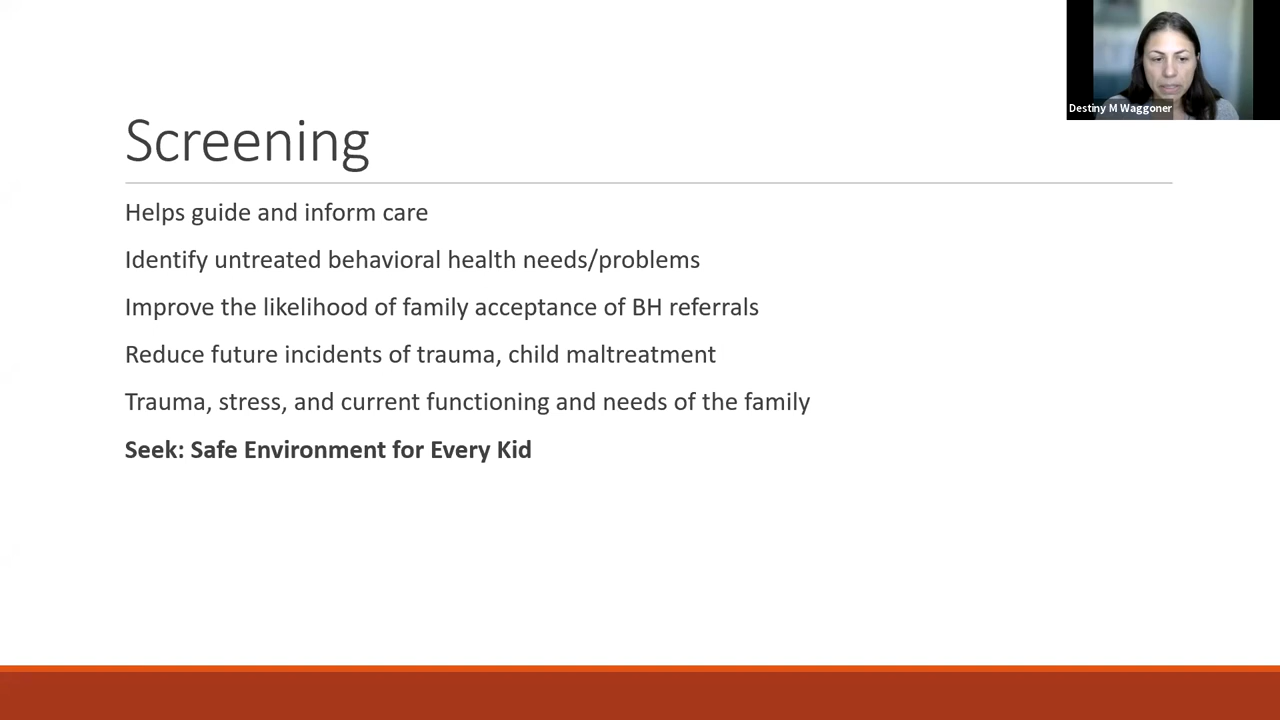 Destiny M Waggoner
Screening
Helps guide and inform care
Identify untreated behavioral health needs/problems
Improve the likelihood of family acceptance of BH referrals
Reduce future incidents of trauma, child maltreatment
Trauma, stress, and current functioning and needs of the family
Seek: Safe Environment for Every Kid